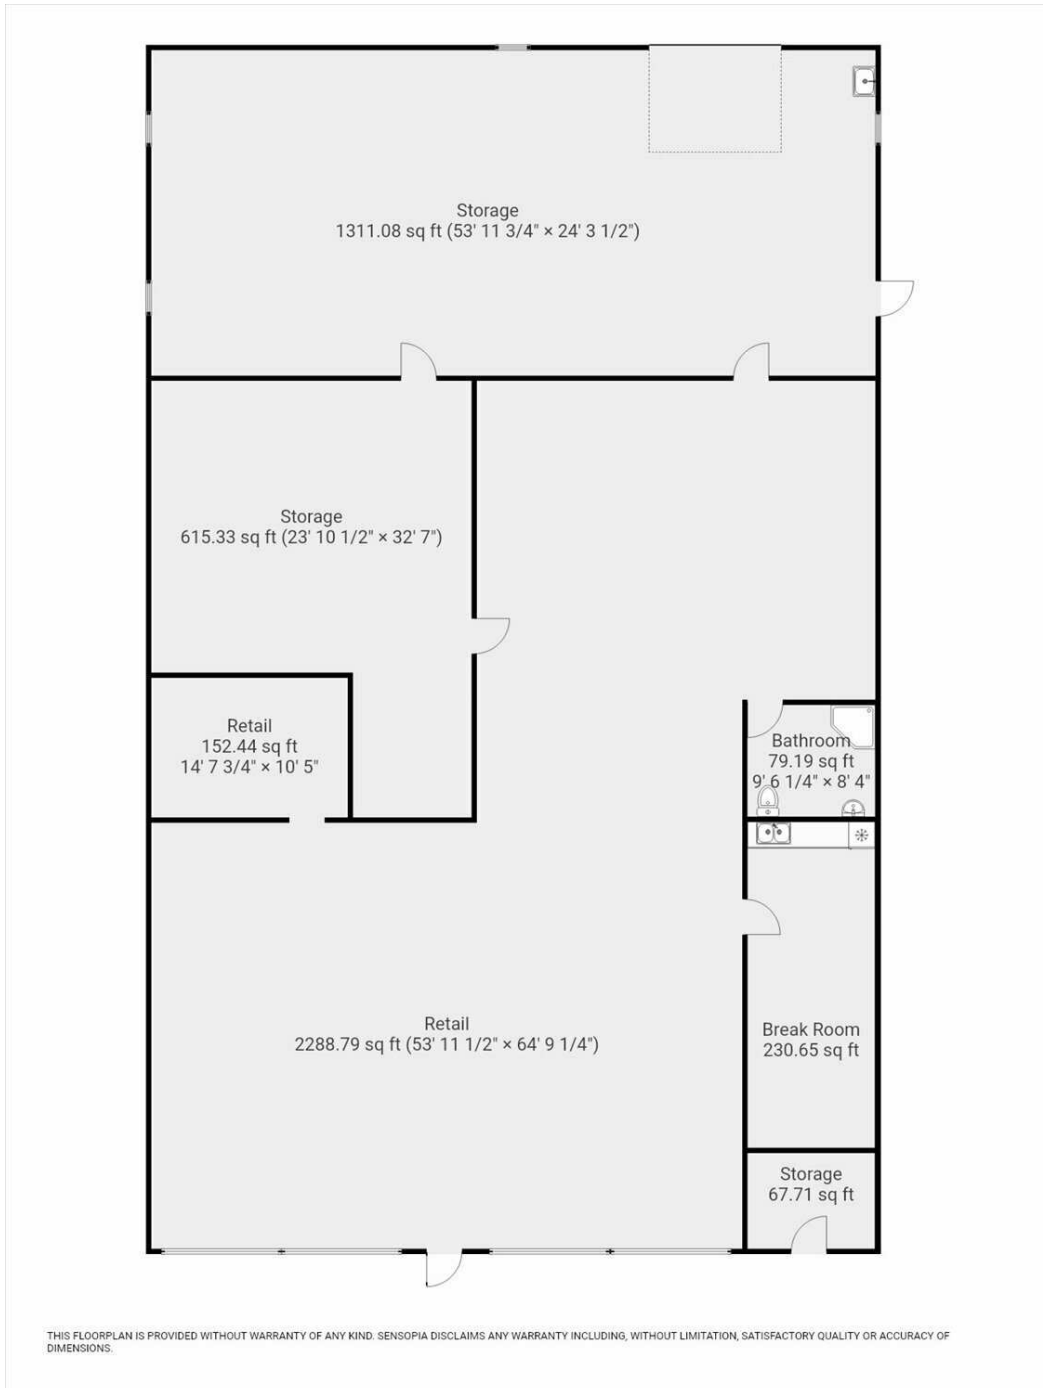 Storage
1311.08 sq ft (53' 11 3/4" × 24' 3 1/2")
Storage
615.33 sq ft (23' 10 1/2" × 32' 7")
Retail
152.44 sq ft
14' 7 3/4" × 10' 5"
Bathroom
79.19 sq ft
9' 6 1/4" × 8' 4"
Retail
2288.79 sq ft (53' 11 1/2" × 64' 9 1/4")
Break Room
230.65 sq ft
Storage
67.71 sq ft
THIS FLOORPLAN IS PROVIDED WITHOUT WARRANTY OF ANY KIND. SENSOPIA DISCLAIMS ANY WARRANTY INCLUDING, WITHOUT LIMITATION, SATISFACTORY QUALITY OR ACCURACY OF
DIMENSIONS.